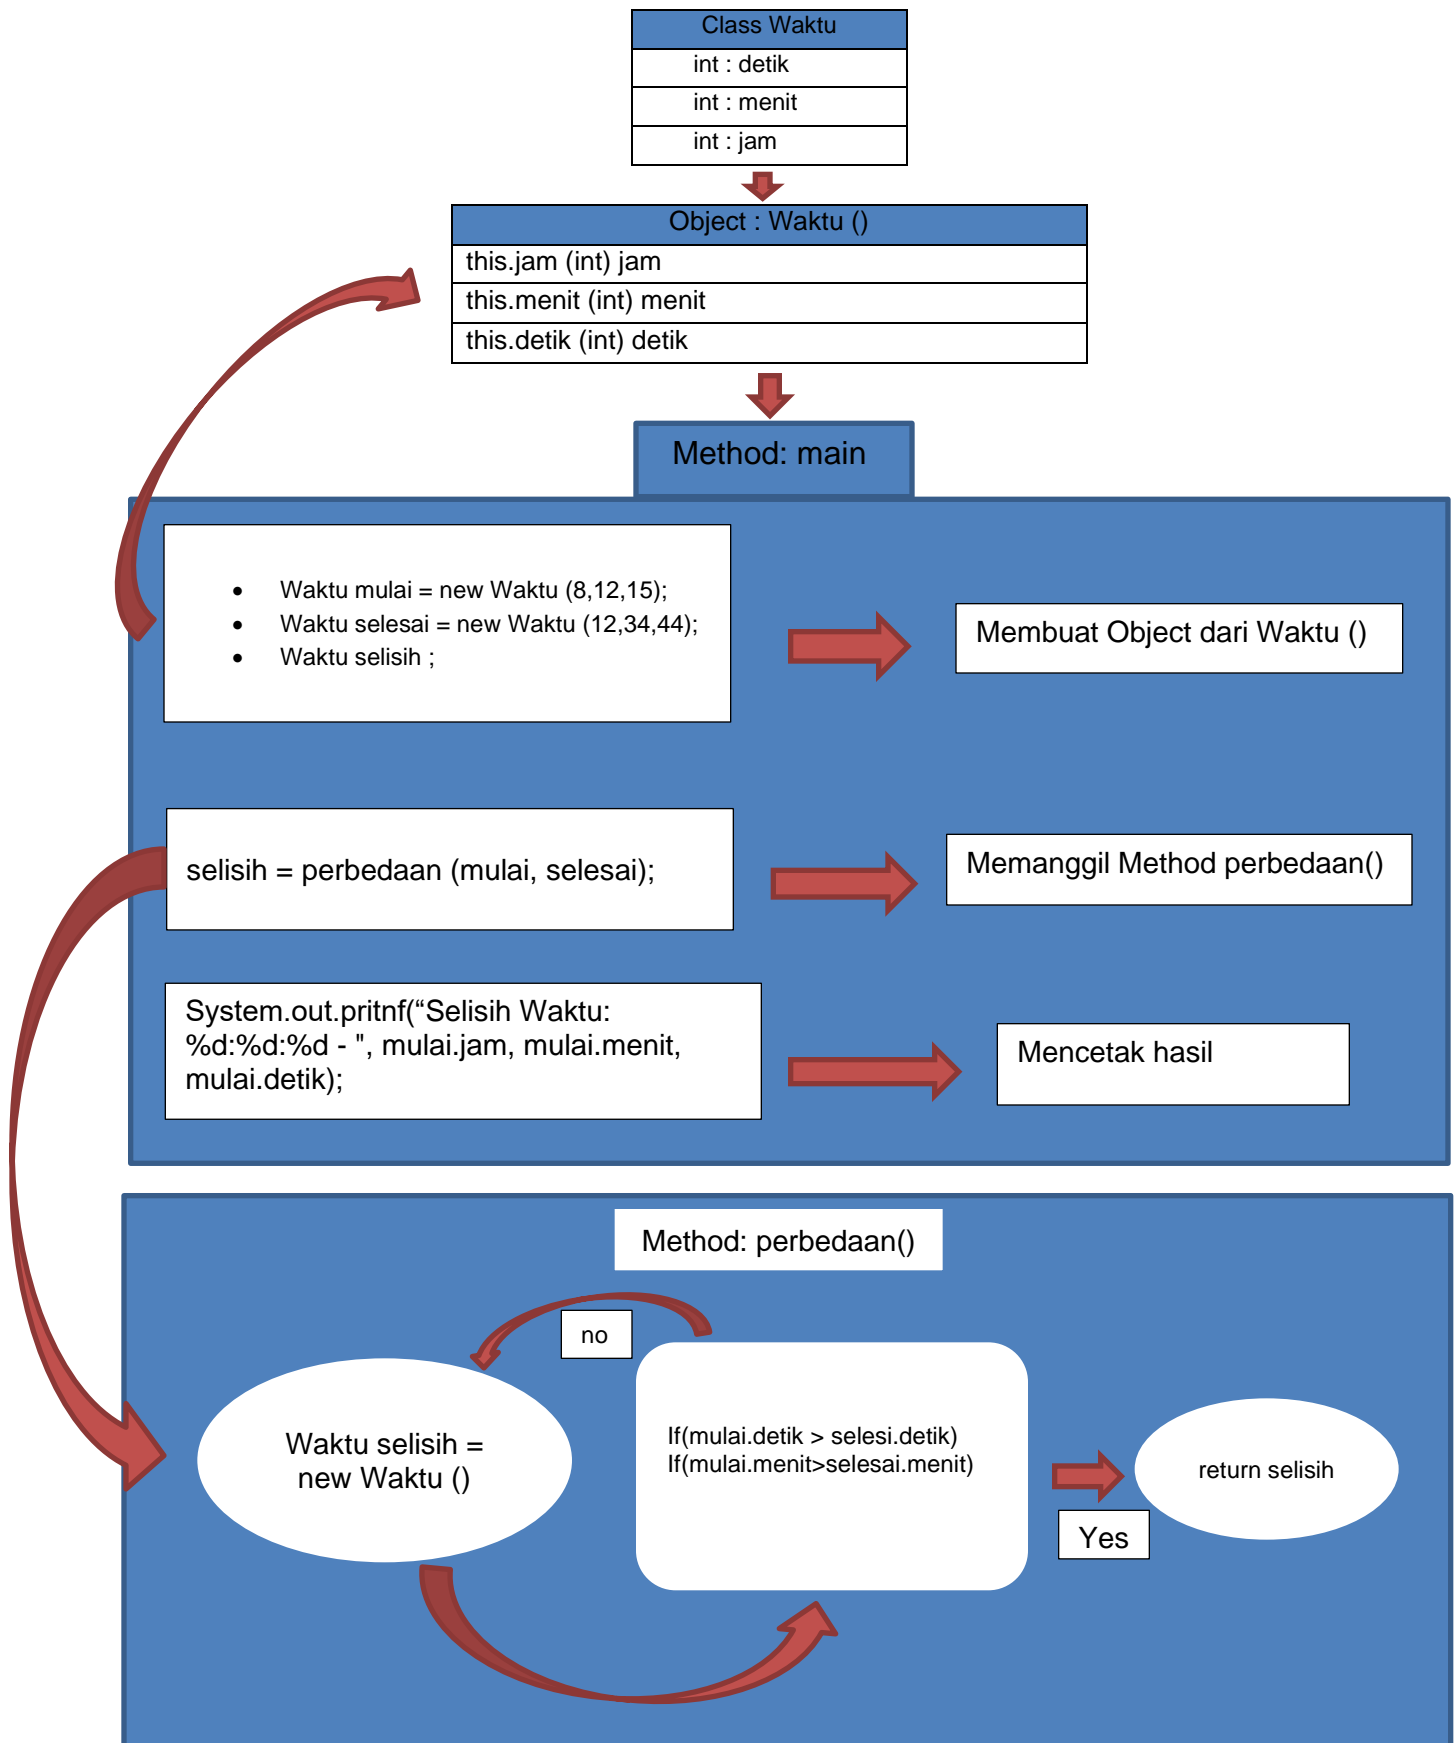 Class Waktu
int : detik
int : menit
int : jam
Object : Waktu ()
this.jam (int) jam
this.menit (int) menit
this.detik (int) detik
Method: main
• Waktu mulai = new Waktu (8,12,15);
• Waktu selesai = new Waktu (12,34,44);
• Waktu selisih ;
Membuat Object dari Waktu ()
selisih = perbedaan (mulai, selesai);
Memanggil Method perbedaan()
System.out.pritnf(“Selisih Waktu:
%d:%d:%d - ", mulai.jam, mulai.menit,
mulai.detik);
Mencetak hasil
Method: perbedaan()
no
Waktu selisih =
new Waktu ()
If(mulai.detik > selesi.detik)
If(mulai.menit>selesai.menit)
return selisih
Yes